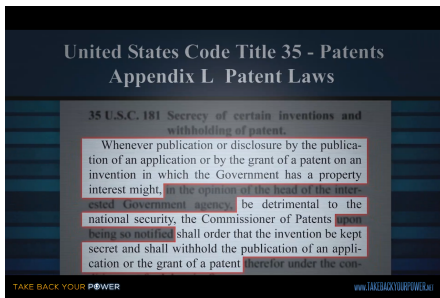 United States Code Title 35 - Patents
Appendix L Patent Laws
35 U.S.C. 181 Secrecy of certain inventions and
withholding of patent.
Whenever publication or disclosure by the publica-
tion of an application or by the grant of a patent on an
invention in which the Government has a property
interest might, in the opinion of the head of the inter-
ested Government agency, be detrimental to the
national security, the Commissioner of Patents upon
being so notified shall order that the invention be kept
secret and shall withhold the publication of an appli-
cation or the grant of a patent therefor under the con-
TAKE BACK YOUR POWER
WWW.TAKEBACKYOURPOWER.NET